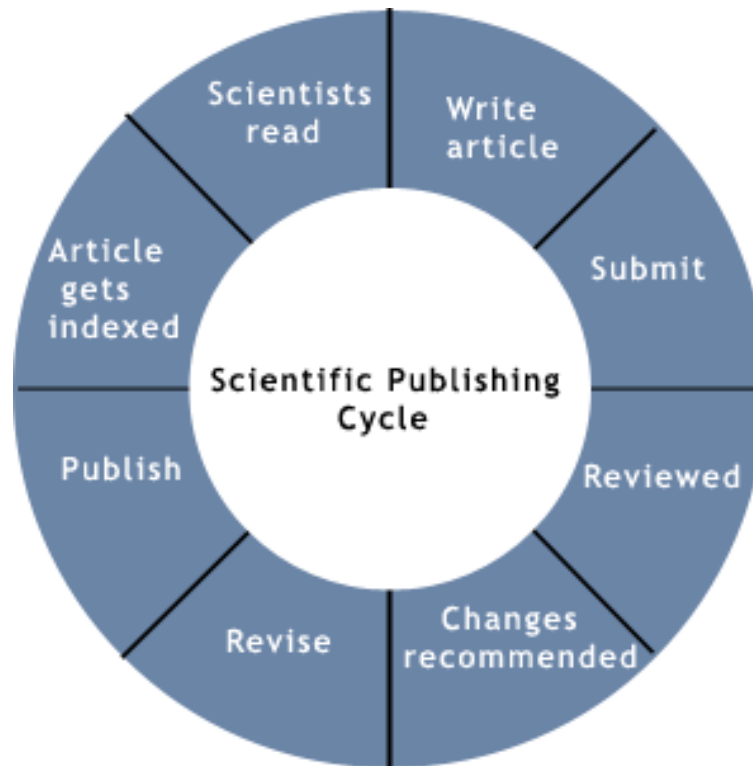 Scientists
read
Write
article
Submit
Reviewed
Changes
recommended
Revise
Publish
Article
gets
indexed
Scientific Publishing
Cycle